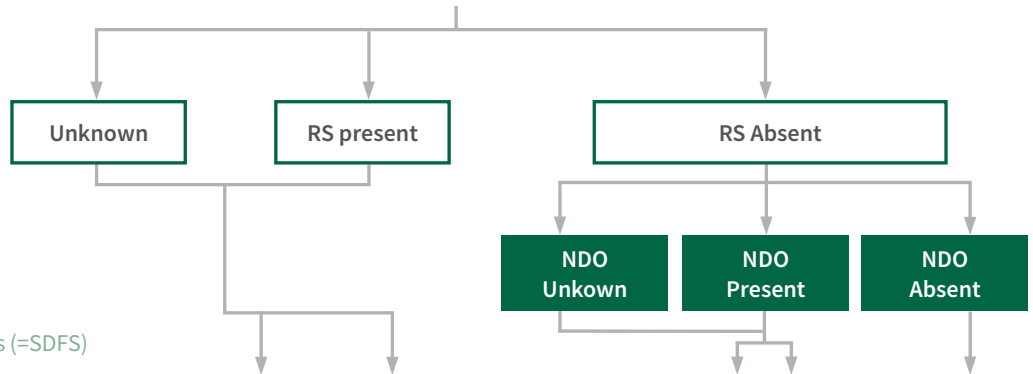 Unknown
RS present
RS Absent
NDO
Unkown
NDO
Present
NDO
Absent
s (=SDFS)